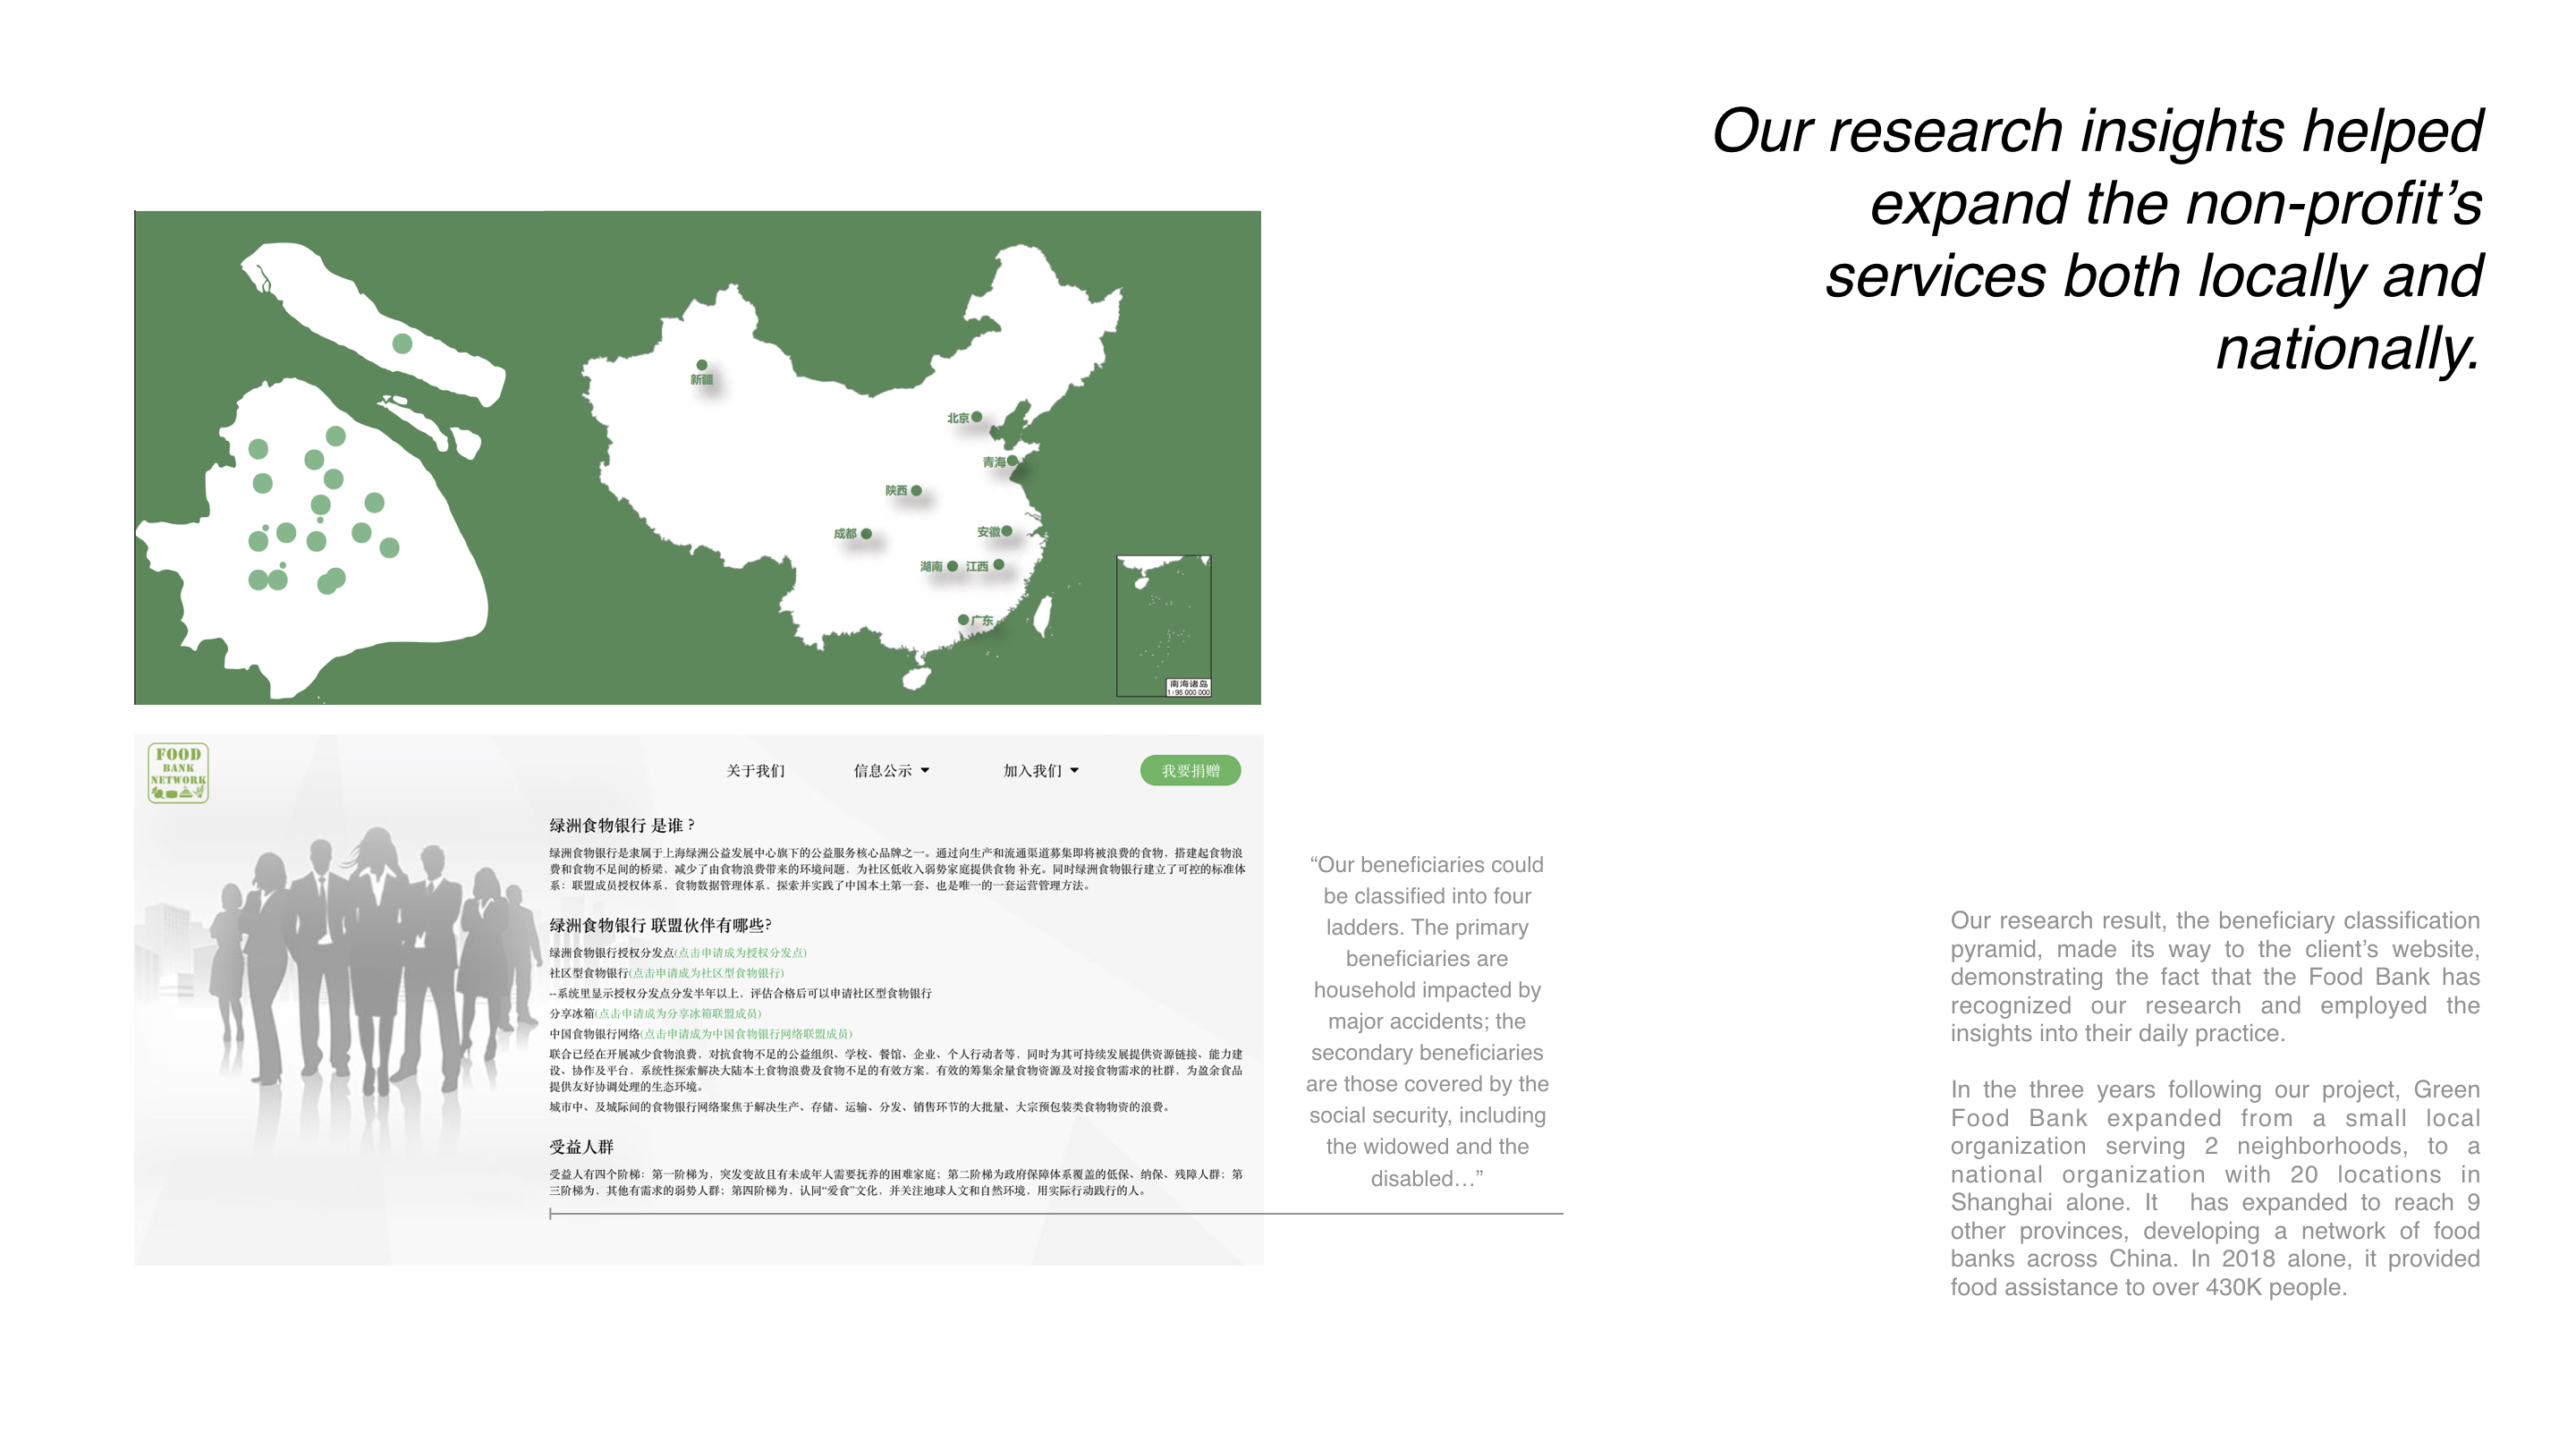 Our research insights helped
expand the non-profit’s
services both locally and
nationally.
新疆
北京
青海
陕西
成都
安徽
湖南
江西
广东
南海诸岛
1:96 000 000
FOOD
BANK
NETWORK
关于我们
信息公示
加入我们
我要捐赠
绿洲食物银行 是谁？
绿洲食物银行是隶属于上海绿洲公益发展中心旗下的公益服务核心品牌之一。通过向生产和流通渠道募集即将被浪费的食物，搭建起食物浪
费和食物不足间的桥梁，减少了由食物浪费带来的环境问题，为社区低收入弱势家庭提供食物 补充。同时绿洲食物银行建立了可控的标准体
系：联盟成员授权体系，食物数据管理体系，探索并实践了中国本土第一套、也是唯一的一套运营管理方法。
绿洲食物银行 联盟伙伴有哪些?
绿洲食物银行授权分发点(点击申请成为授权分发点)
社区型食物银行(点击申请成为社区型食物银行)
--系统里显示授权分发点分发半年以上，评估合格后可以申请社区型食物银行
分享冰箱(点击申请成为分享冰箱联盟成员)
中国食物银行网络(点击申请成为中国食物银行网络联盟成员)
联合已经在开展减少食物浪费，对抗食物不足的公益组织、学校、餐馆、企业、个人行动者等，同时为其可持续发展提供资源链接、能力建
设、协作及平台，系统性探索解决大陆本土食物浪费及食物不足的有效方案，有效的筹集余量食物资源及对接食物需求的社群，为盈余食品
提供友好协调处理的生态环境。
城市中、及城际间的食物银行网络聚焦于解决生产、存储、运输、分发、销售环节的大批量、大宗预包装类食物物资的浪费。
受益人群
受益人有四个阶梯：第一阶梯为，突发变故且有未成年人需要抚养的困难家庭；第二阶梯为政府保障体系覆盖的低保、纳保、残障人群；第
三阶梯为，其他有需求的弱势人群；第四阶梯为，认同“爱食”文化，并关注地球人文和自然环境，用实际行动践行的人。
“Our beneficiaries could
be classified into four
ladders. The primary
beneficiaries are
household impacted by
major accidents; the
secondary beneficiaries
are those covered by the
social security, including
the widowed and the
disabled…”
Our research result, the beneficiary classification
pyramid, made its way to the client’s website,
demonstrating the fact that the Food Bank has
recognized our research and employed the
insights into their daily practice.
In the three years following our project, Green
Food Bank expanded from a small local
organization serving 2 neighborhoods, to a
national organization with 20 locations in
Shanghai alone. It has expanded to reach 9
other provinces, developing a network of food
banks across China. In 2018 alone, it provided
food assistance to over 430K people.